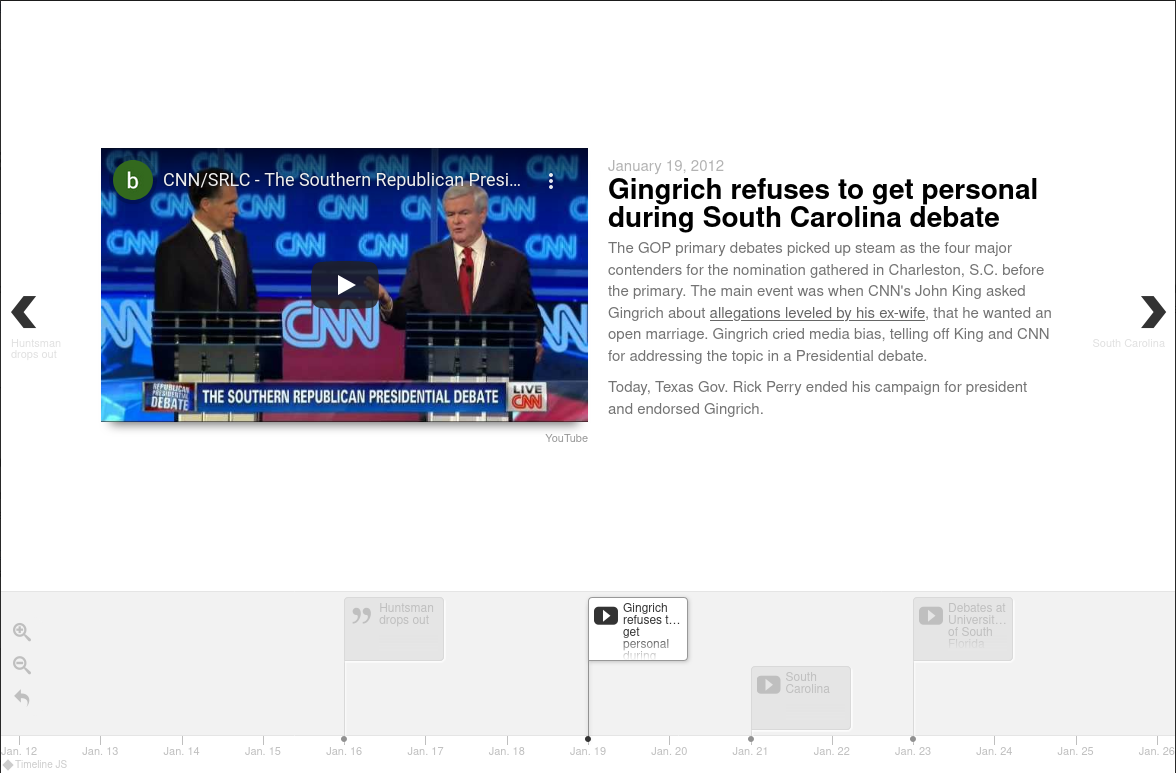 b
CNN/SRLC - The Southern Republican Presi...
CNN
CNN
CNN
CNN
CNN
CNN
CNN
CNN
REPUBLICAN
PRESIDENTIAL
DEBATE
THE SOUTHERN REPUBLICAN PRESIDENTIAL DEBATE
LIVE
CNN
YouTube
January 19, 2012
Gingrich refuses to get personal
during South Carolina debate
The GOP primary debates picked up steam as the four major
contenders for the nomination gathered in Charleston, S.C. before
the primary. The main event was when CNN's John King asked
Gingrich about allegations leveled by his ex-wife, that he wanted an
open marriage. Gingrich cried media bias, telling off King and CNN
for addressing the topic in a Presidential debate.
Today, Texas Gov. Rick Perry ended his campaign for president
and endorsed Gingrich.
Huntsman
drops out
South Carolina
Huntsman
drops out
Gingrich
refuses t...
get
personal
during
South
Carolina
Debates at
Universit...
of South
Florida
Jan. 12
Jan. 13
Jan. 14
Jan. 15
Jan. 16
Jan. 17
Jan. 18
Jan. 19
Jan. 20
Jan. 21
Jan. 22
Jan. 23
Jan. 24
Jan. 25
Jan. 26
Timeline JS